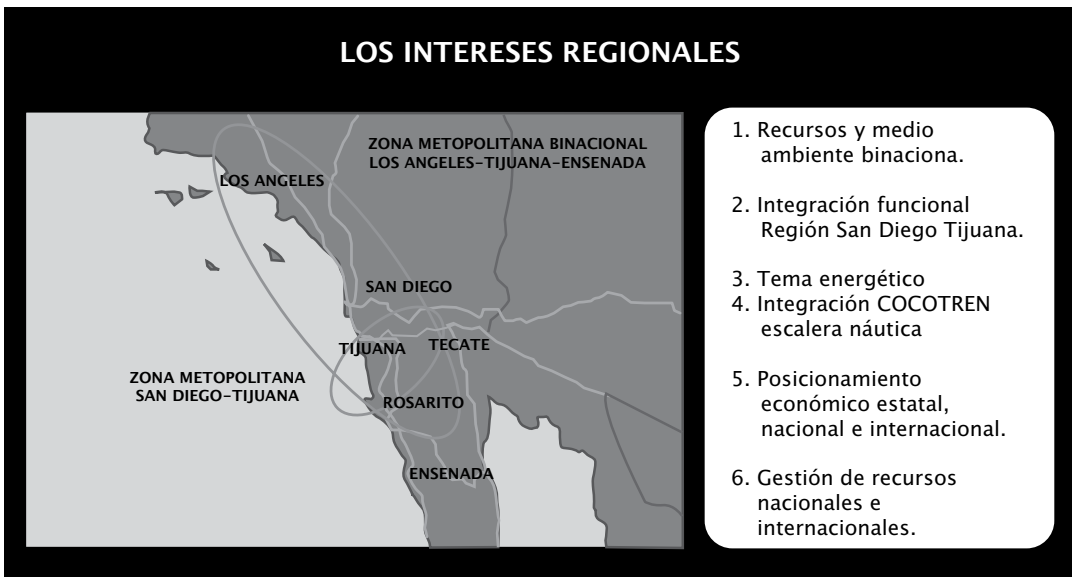 LOS INTERESES REGIONALES
ZONA METOPOLITANA BINACIONAL
LOS ANGELES-TIJUANA-ENSENADA
LOS ANGELES
SAN DIEGO
TIJUANA
TECATE
ZONA METOPOLITANA
SAN DIEGO-TIJUANA
ROSARITO
ENSENADA
1. Recursos y medio
ambiente binaciona.
2. Integración funcional
Región San Diego Tijuana.
3. Tema energético
4. Integración COCOTREN
escalera náutica
5. Posicionamiento
económico estatal,
nacional e internacional.
6. Gestión de recursos
nacionales e
internacionales.